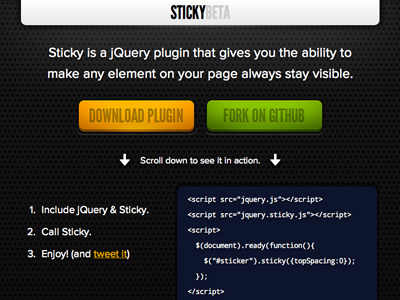 STICKYBETA
Sticky is a jQuery plugin that gives you the ability to
make any element on your page always stay visible.
DOWNLOAD PLUGIN
FORK ON GITHUB
Scroll down to see it in action.
1. Include jQuery & Sticky.
2. Call Sticky.
3. Enjoy! (and tweet it)
<script src="jquery.js"></script>
<script src="jquery.sticky.js"></script>
<script>
$(document).ready(function(){
$("#sticker").sticky({topSpacing:0});
});
</script>